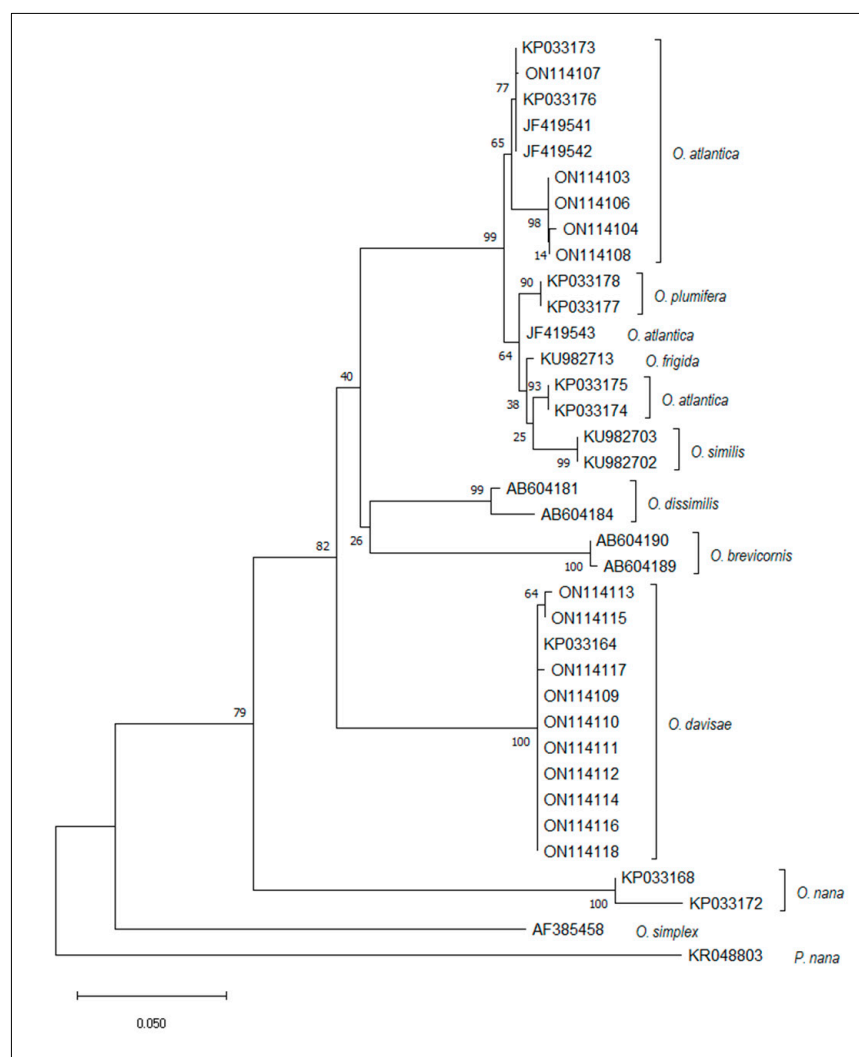 KP033173
ON114107
77
KP033176
JF419541
65
JF419542
O. atlantica
ON114103
ON114106
98
ON114104
99
14
ON114108
90
KP033178
O. plumifera
KP033177
JF419543 O. atlantica
64
KU982713 O. frigida
40
93
KP033175
O. atlantica
38
KP033174
25
KU982703
O. similis
99
KU982702
99
AB604181
O. dissimilis
AB604184
26
AB604190
O. brevicornis
82
100
AB604189
64
ON114113
ON114115
KP033164
ON114117
ON114109
79
ON114110
O. davisae
100
ON114111
ON114112
ON114114
ON114116
ON114118
KP033168
O. nana
100
KP033172
AF385458 O. simplex
KR048803 P. nana
0.050